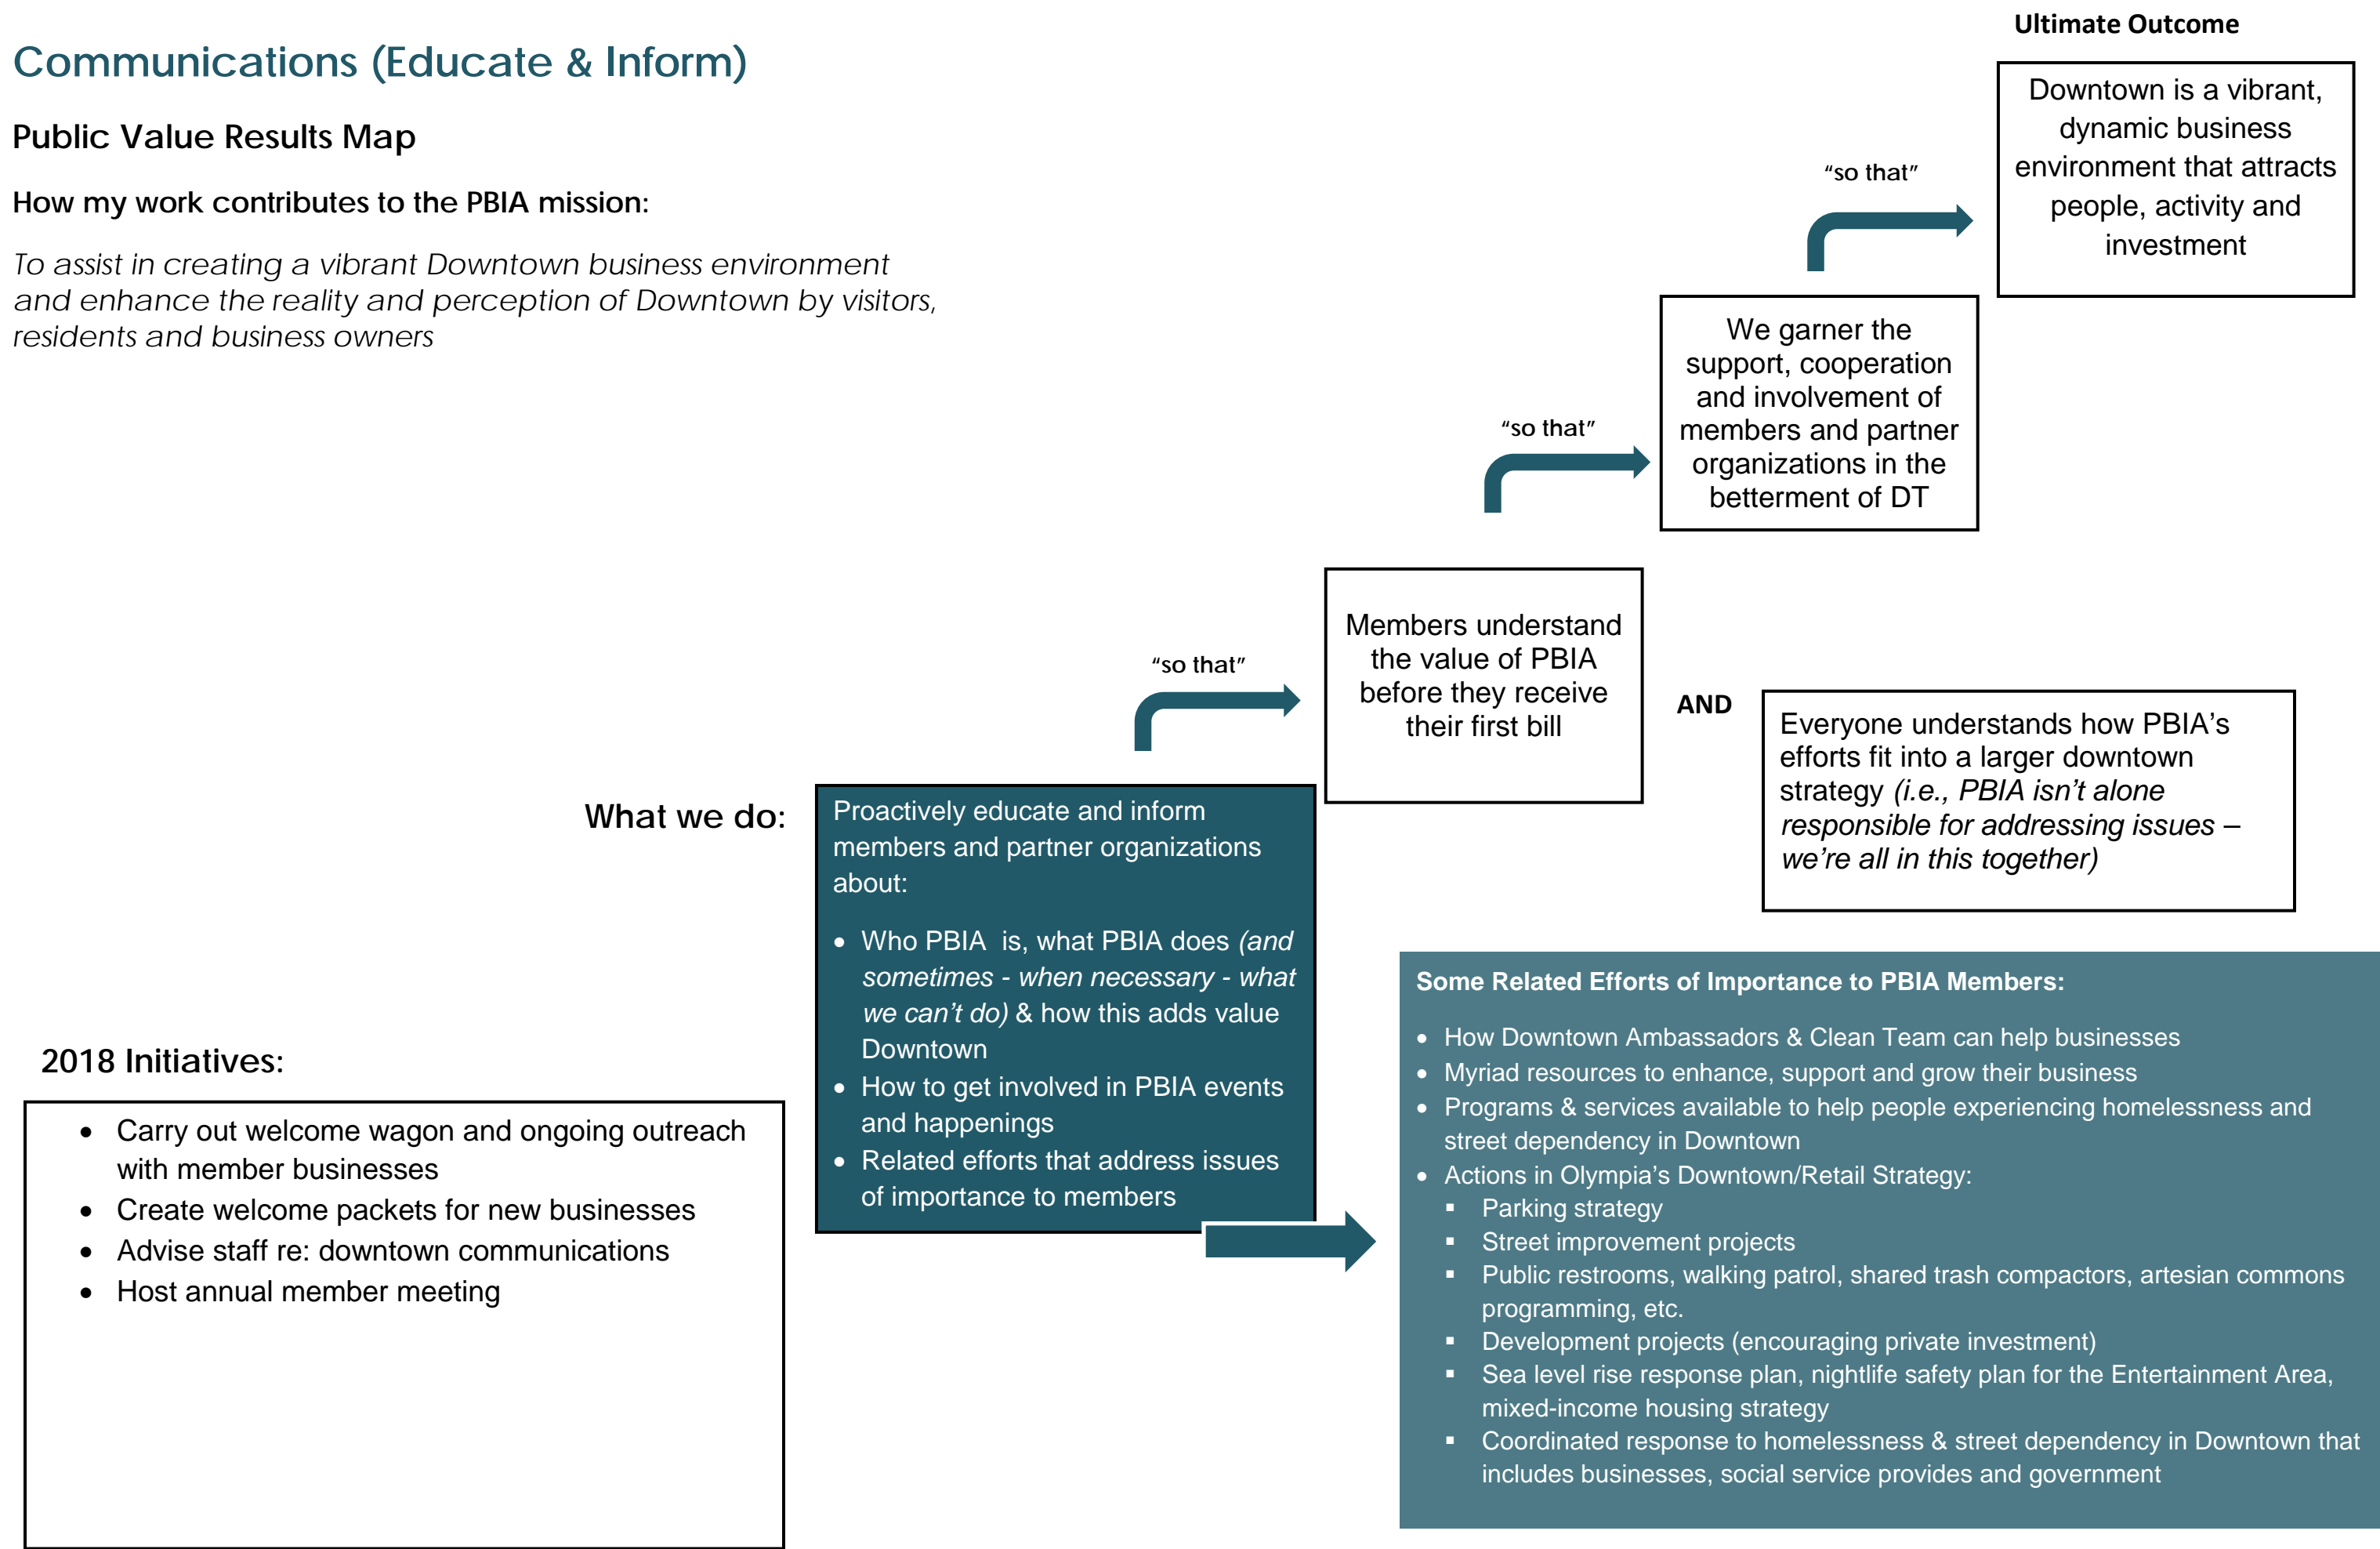 Communications (Educate & Inform)
Public Value Results Map
How my work contributes to the PBIA mission:
To assist in creating a vibrant Downtown business environment
and enhance the reality and perception of Downtown by visitors,
residents and business owners
Ultimate Outcome
Downtown is a vibrant,
dynamic business
environment that attracts
people, activity and
investment
“so that”
We garner the
support, cooperation
and involvement of
members and partner
organizations in the
betterment of DT
“so that”
Members understand
the value of PBIA
before they receive
their first bill
AND
Everyone understands how PBIA’s
efforts fit into a larger downtown
strategy (i.e., PBIA isn’t alone
responsible for addressing issues –
we’re all in this together)
“so that”
What we do:
Proactively educate and inform
members and partner organizations
about:
• Who PBIA  is, what PBIA does (and
sometimes - when necessary - what
we can’t do) & how this adds value
Downtown
• How to get involved in PBIA events
and happenings
• Related efforts that address issues
of importance to members
2018 Initiatives:
• Carry out welcome wagon and ongoing outreach
with member businesses
• Create welcome packets for new businesses
• Advise staff re: downtown communications
• Host annual member meeting
Some Related Efforts of Importance to PBIA Members:
• How Downtown Ambassadors & Clean Team can help businesses
• Myriad resources to enhance, support and grow their business
• Programs & services available to help people experiencing homelessness and
street dependency in Downtown
• Actions in Olympia’s Downtown/Retail Strategy:
▪ Parking strategy
▪ Street improvement projects
▪ Public restrooms, walking patrol, shared trash compactors, artesian commons
programming, etc.
▪ Development projects (encouraging private investment)
▪ Sea level rise response plan, nightlife safety plan for the Entertainment Area,
mixed-income housing strategy
▪ Coordinated response to homelessness & street dependency in Downtown that
includes businesses, social service provides and government